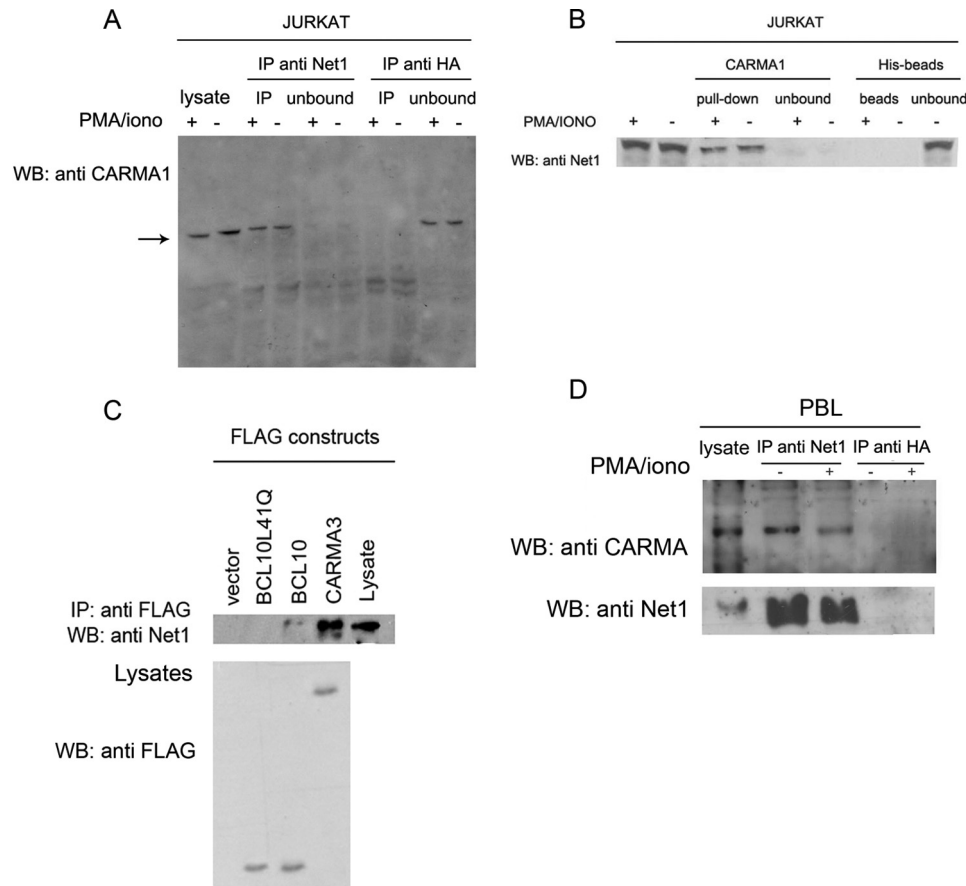 A
JURKAT
IP anti Net1 IP anti HA
lysate IP unbound IP unbound
PMA/iono + - + - + - + - + -
WB: anti CARMA1
B
JURKAT
CARMA1 His-beads
pull-down unbound beads unbound
PMA/IONO + - + - + - + - -
WB: anti Net1
C
FLAG constructs
vector
BCL10L41Q
BCL10
CARMA3
Lysate
IP: anti FLAG
WB: anti Net1
Lysates
WB: anti FLAG
D
PBL
lysate IP anti Net1 IP anti HA
PMA/iono - + - +
WB: anti CARMA
WB: anti Net1